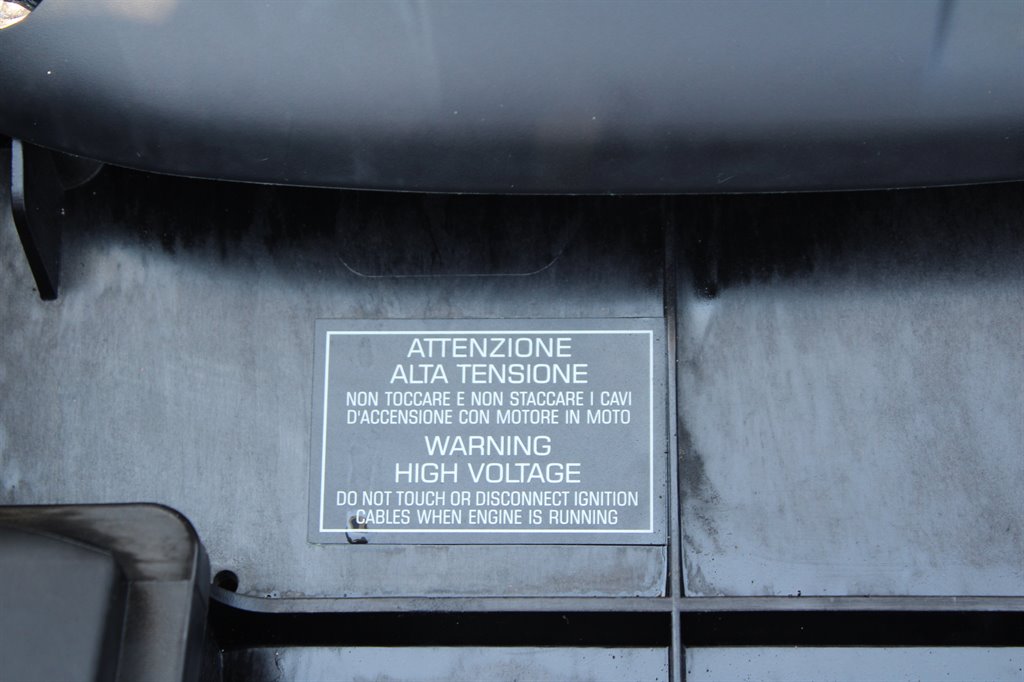 ATTENZIONE
ALTA TENSIONE
NON TOCCARE E NON STACCARE I CAVI
D'ACCENSIONE CON MOTORE IN MOTO
WARNING
HIGH VOLTAGE
DO NOT TOUCH OR DISCONNECT IGNITION
CABLES WHEN ENGINE IS RUNNING